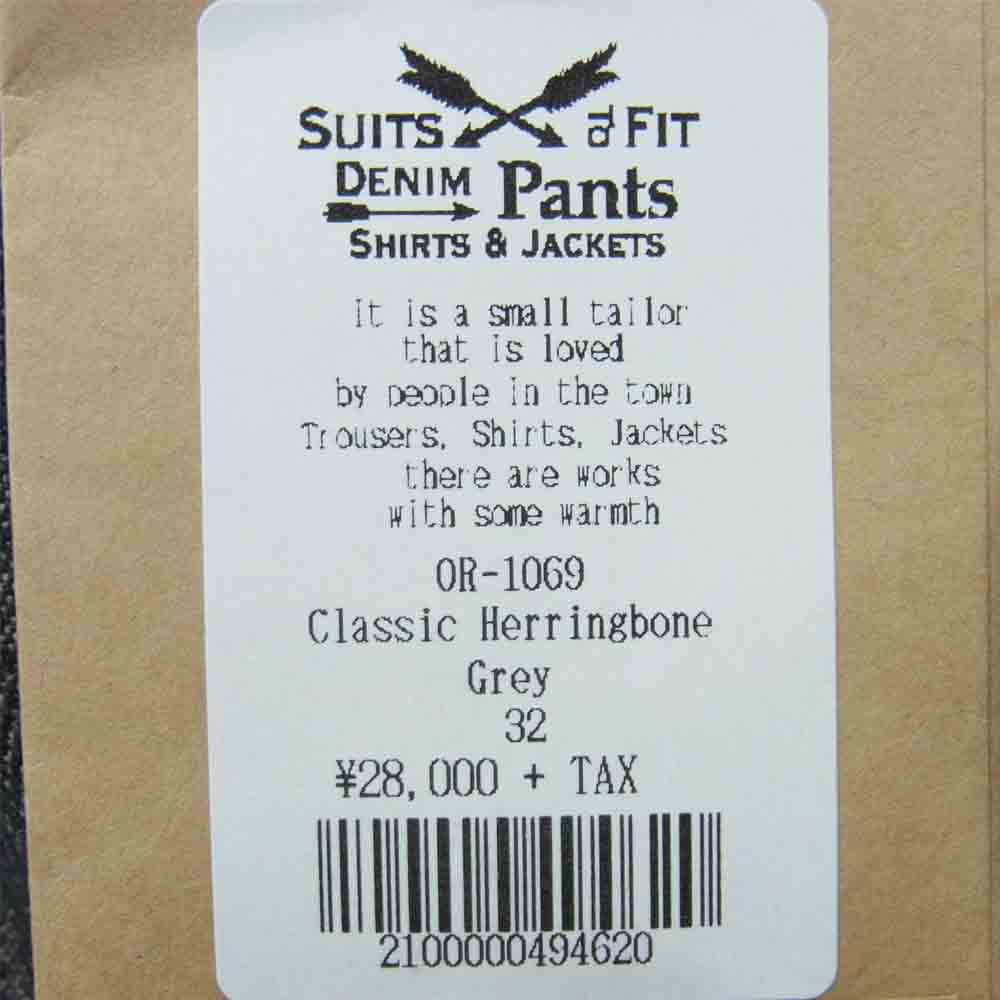 SUITS to FIT
DENIM Pants
SHIRTS & JACKETS
It is a small tailor
that is loved
by people in the town
Trousers, Shirts, Jackets
there are works
with some warmth
OR-1069
Classic Herringbone
Grey
32
¥28,000 + TAX
2100000494620